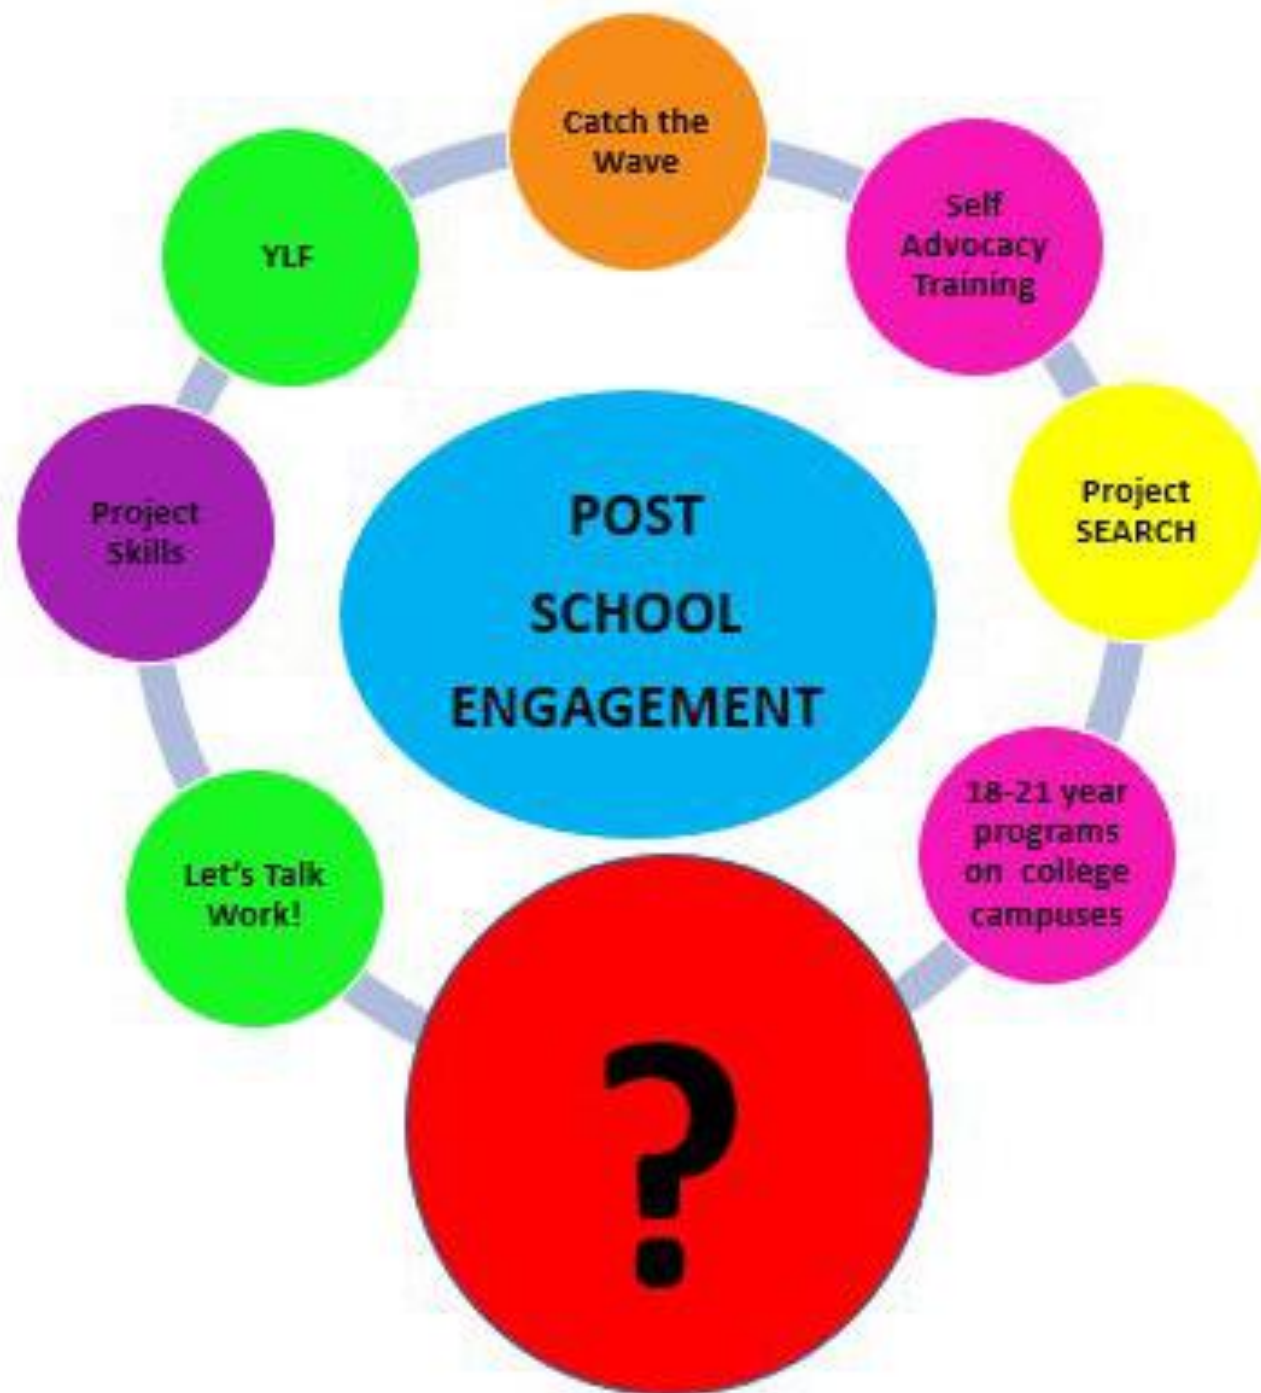 Catch the
Wave
Self
Advocacy
Training
Project
SEARCH
18-21 year
programs
on college
campuses
?
Let's Talk
Work!
Project
Skills
YLF
POST
SCHOOL
ENGAGEMENT